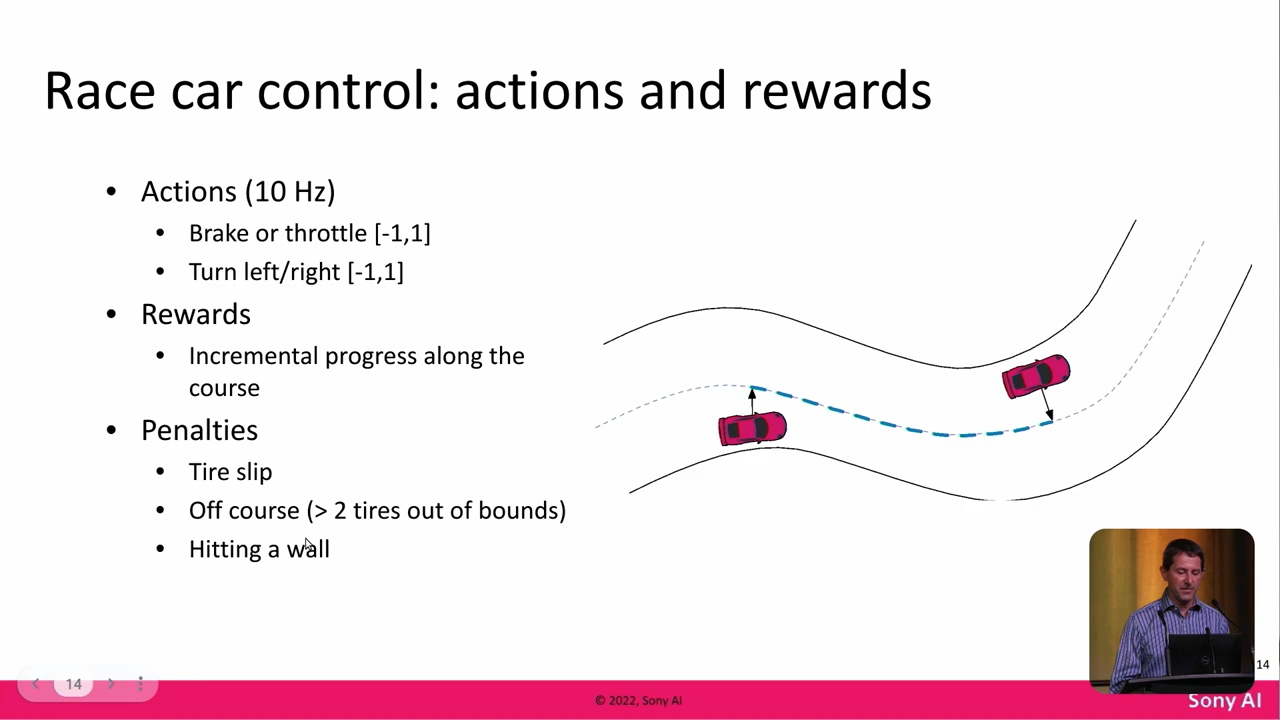 Race car control: actions and rewards
• Actions (10 Hz)
• Brake or throttle [-1,1]
• Turn left/right [-1,1]
• Rewards
• Incremental progress along the
course
• Penalties
• Tire slip
• Off course (> 2 tires out of bounds)
• Hitting a wall
14
14
© 2022, Sony AI
Sony AI